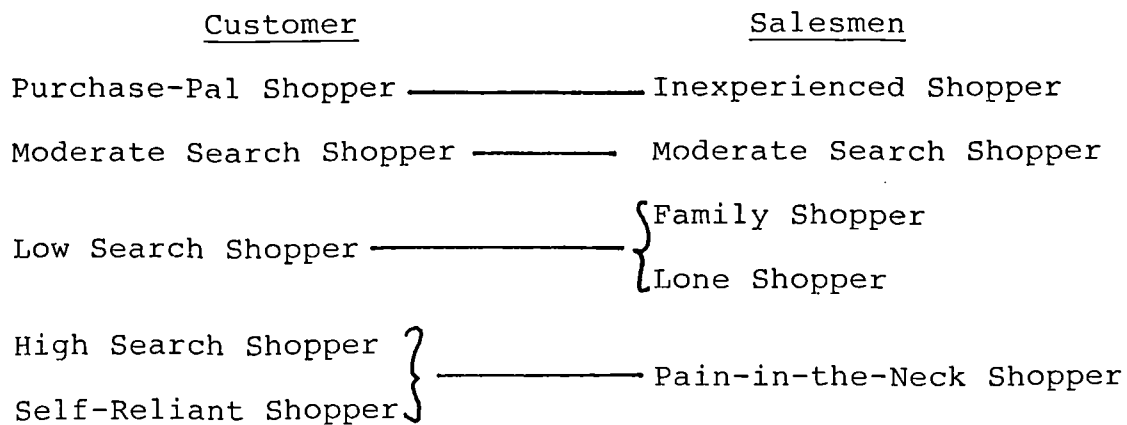 Customer Salesmen
Purchase-Pal Shopper Inexperienced Shopper
Moderate Search Shopper Moderate Search Shopper
Family Shopper
Low Search Shopper
Lone Shopper
High Search Shopper
Pain-in-the-Neck Shopper
Self-Reliant Shopper